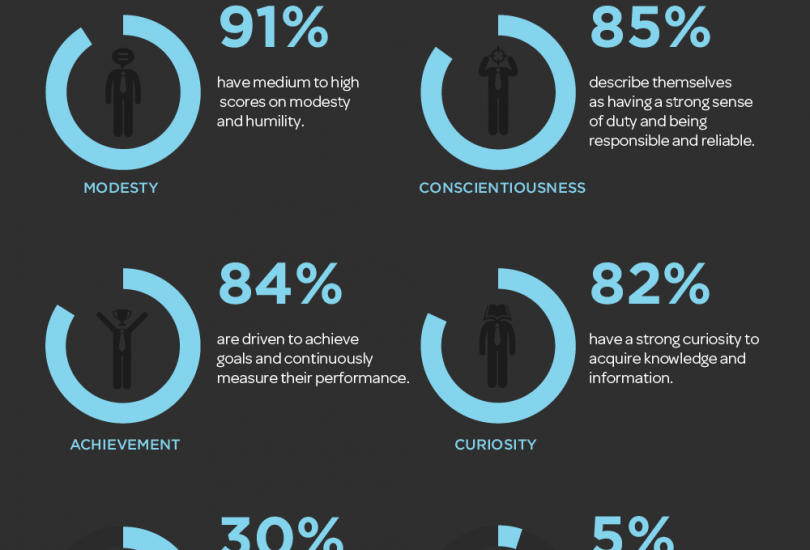 91%
have medium to high
scores on modesty
and humility.
MODESTY
85%
describe themselves
as having a strong sense
of duty and being
responsible and reliable.
CONSCIENTIOUSNESS
84%
are driven to achieve
goals and continuously
measure their performance.
ACHIEVEMENT
82%
have a strong curiosity to
acquire knowledge and
information.
CURIOSITY
30%
5%